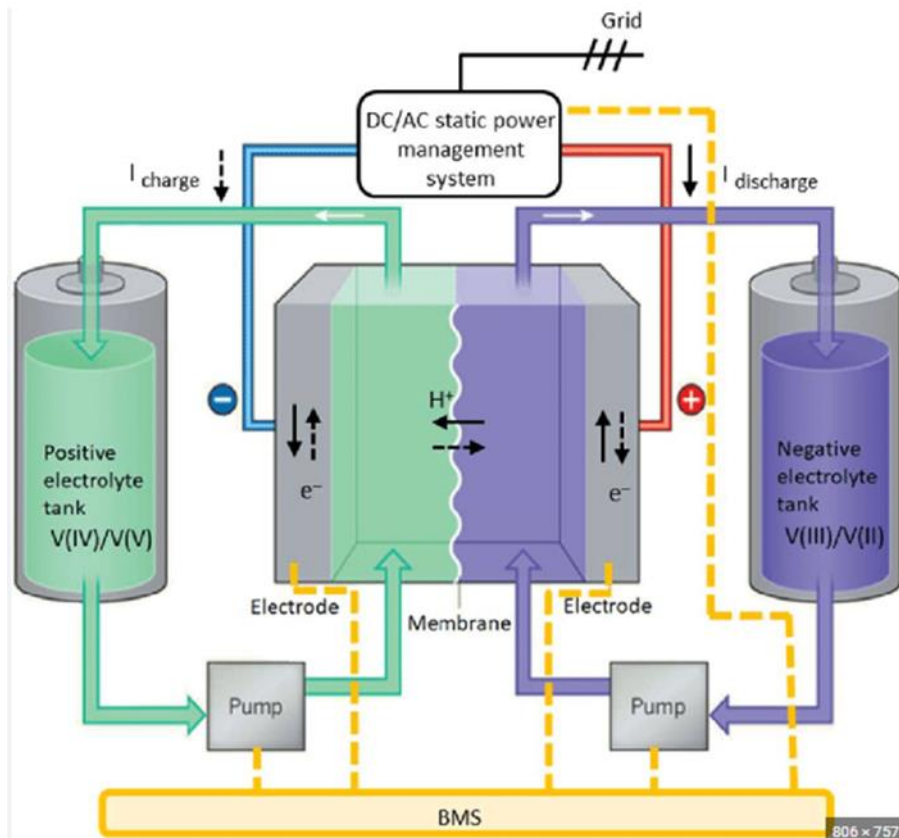 Grid
DC/AC static power
management
system
I charge
I discharge
−
+
H⁺
Positive
electrolyte
tank
V(IV)/V(V)
e⁻
e⁻
Negative
electrolyte
tank
V(III)/V(II)
Electrode
Membrane
Electrode
Pump
Pump
BMS
806 × 757